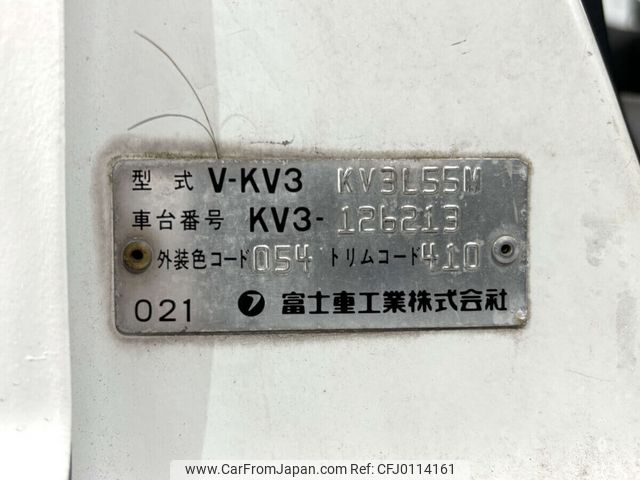 型式 V-KV3 KV3L55M
車台番号 KV3-126213
外装色コード 054 トリムコード 410
021 フ 富士重工業株式会社
www.CarFromJapan.com - RefNo CFJ0114161